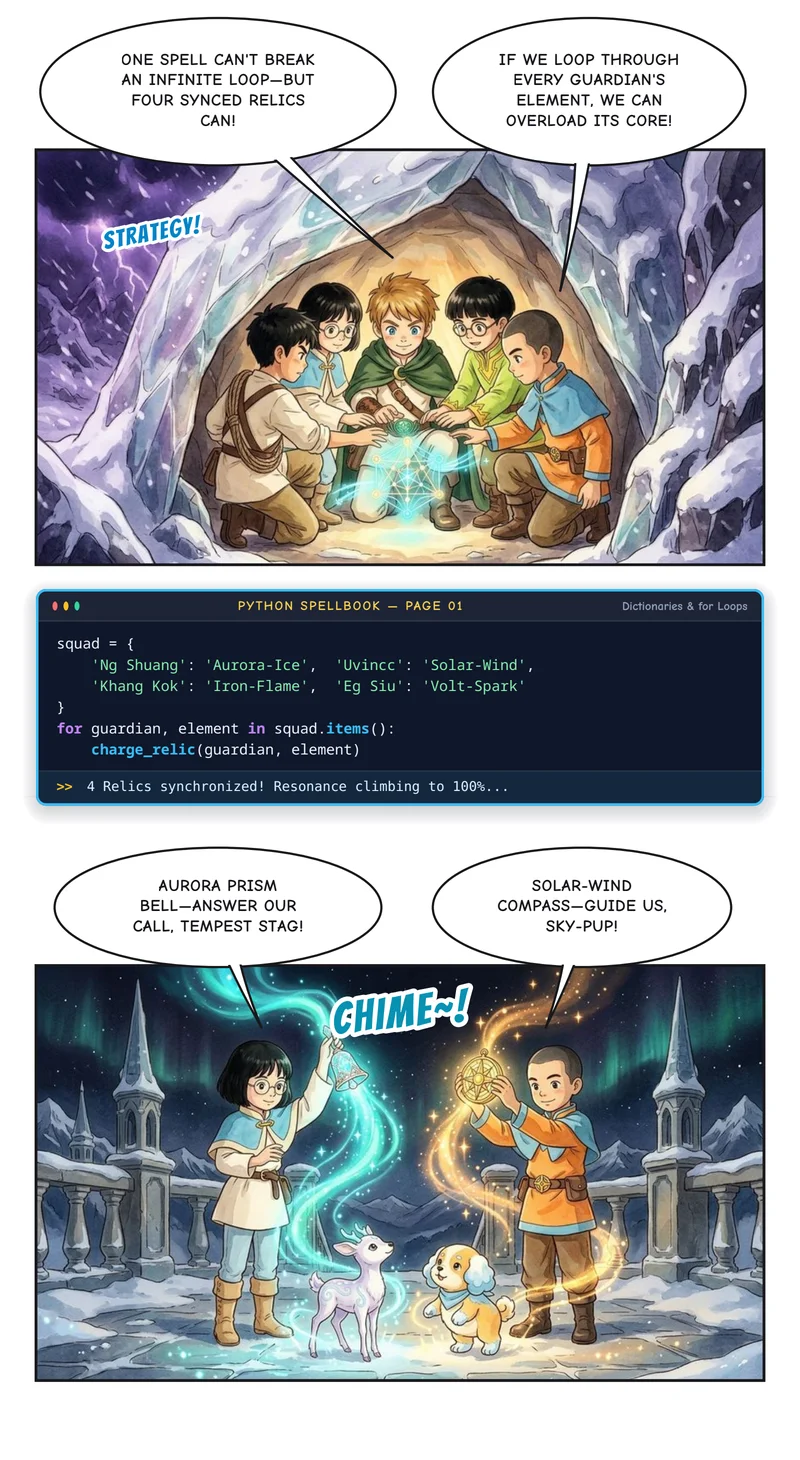 ONE SPELL CAN'T BREAK
AN INFINITE LOOP—BUT
FOUR SYNCED RELICS
CAN!
IF WE LOOP THROUGH
EVERY GUARDIAN'S
ELEMENT, WE CAN
OVERLOAD ITS CORE!
STRATEGY!
PYTHON SPELLBOOK — PAGE 01
Dictionaries & for Loops
squad = {
    'Ng Shuang': 'Aurora-Ice',  'Uvincc': 'Solar-Wind',
    'Khang Kok': 'Iron-Flame',  'Eg Siu': 'Volt-Spark'
}
for guardian, element in squad.items():
    charge_relic(guardian, element)
>> 4 Relics synchronized! Resonance climbing to 100%...
AURORA PRISM
BELL—ANSWER OUR
CALL, TEMPEST STAG!
SOLAR-WIND
COMPASS—GUIDE US,
SKY-PUP!
CHIME~!